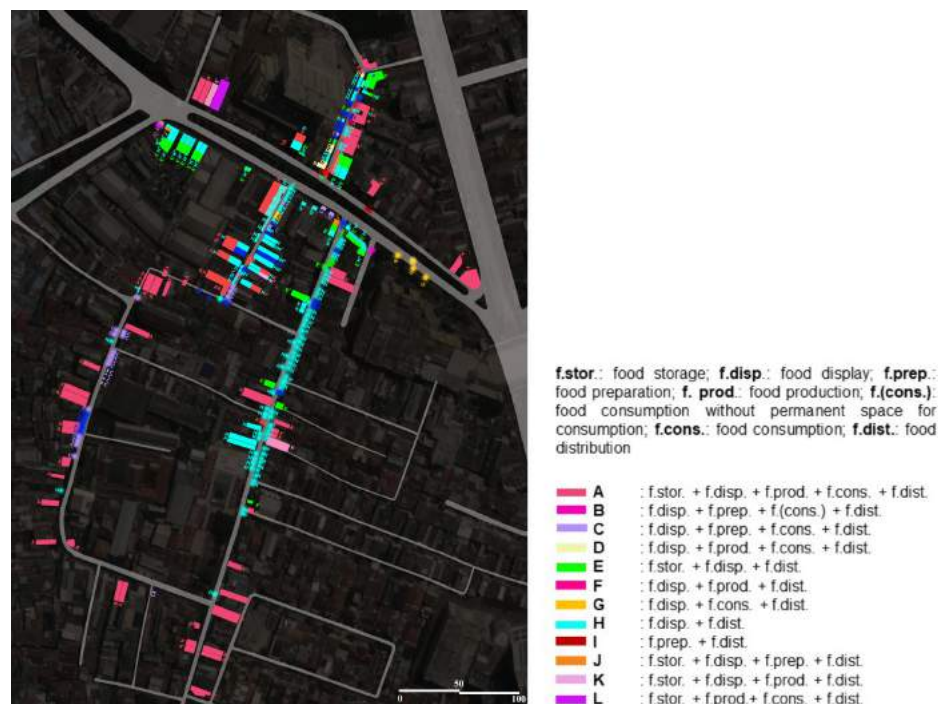 f.stor.: food storage; f.disp.: food display; f.prep.:
food preparation; f. prod.: food production; f.(cons.):
food consumption without permanent space for
consumption; f.cons.: food consumption; f.dist.: food
distribution
A : f.stor. + f.disp. + f.prod. + f.cons. + f.dist.
B : f.disp. + f.prep. + f.(cons.) + f.dist.
C : f.disp. + f.prep. + f.cons. + f.dist.
D : f.disp. + f.prod. + f.cons. + f.dist.
E : f.stor. + f.disp. + f.dist.
F : f.disp. + f.prod. + f.dist.
G : f.disp. + f.cons. + f.dist.
H : f.disp. + f.dist.
I : f.prep. + f.dist.
J : f.stor. + f.disp. + f.prep. + f.dist.
K : f.stor. + f.disp. + f.prod. + f.dist.
L : f.stor. + f.prod.+ f.cons. + f.dist.
50
0 100